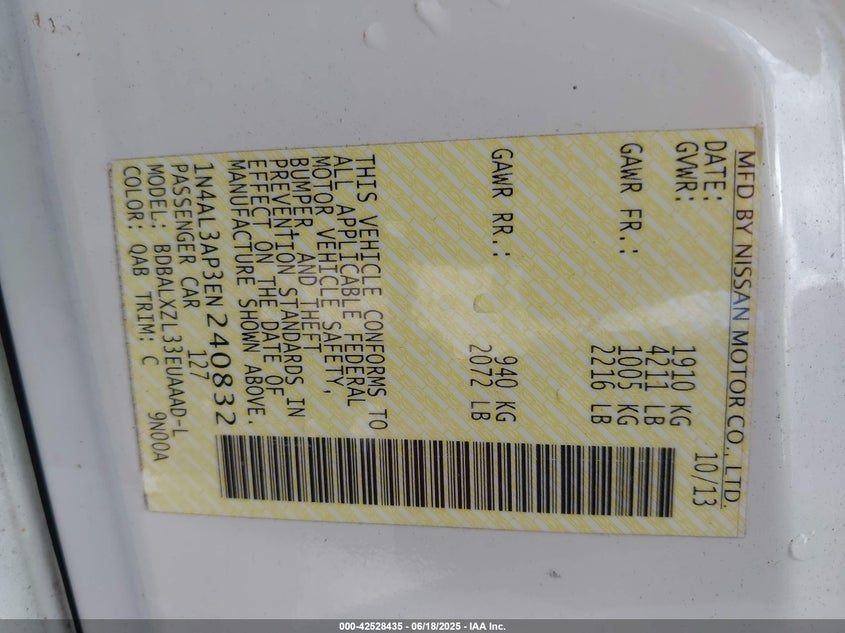 MFD BY NISSAN MOTOR CO., LTD.
DATE: 10/13
GVWR: 1910 KG
4211 LB
GAWR FR.: 1005 KG
2216 LB
GAWR RR.: 940 KG
2072 LB
THIS VEHICLE CONFORMS TO
ALL APPLICABLE FEDERAL
MOTOR VEHICLE SAFETY,
BUMPER, AND THEFT
PREVENTION STANDARDS IN
EFFECT ON THE DATE OF
MANUFACTURE SHOWN ABOVE.
1N4AL3AP3EN240832
PASSENGER CAR 127
MODEL: BDBALXZL33EUAAAD-L
COLOR: QAB TRIM: C 9N00A
000-42528435 - 06/18/2025 - IAA Inc.